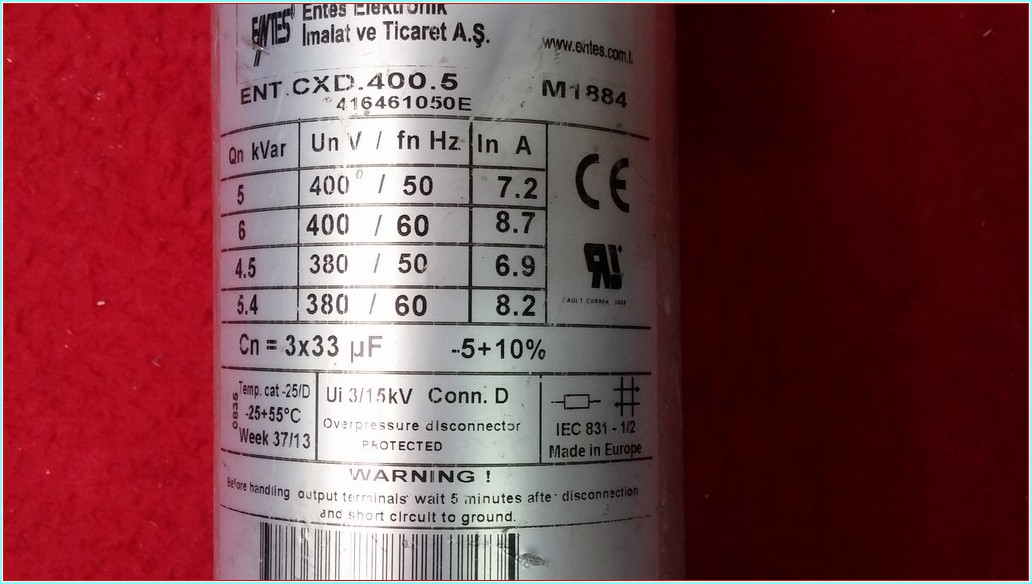 ENTES
Entes Elektronik
İmalat ve Ticaret A.Ş.
www.entes.com.
ENT.CXD.400.5
M1884
416461050E
Qn kVar Un V / fn Hz In A
5 400 / 50 7.2
6 400 / 60 8.7
4.5 380 / 50 6.9
5.4 380 / 60 8.2
CE
Cn = 3x33 µF -5+10%
0835
Temp. cat -25/D
-25+55°C
Week 37/13
Ui 3/15kV Conn. D
Overpressure disconnector
PROTECTED
IEC 831 - 1/2
Made in Europe
WARNING !
Before handling output terminals wait 5 minutes after disconnection
and short circuit to ground.